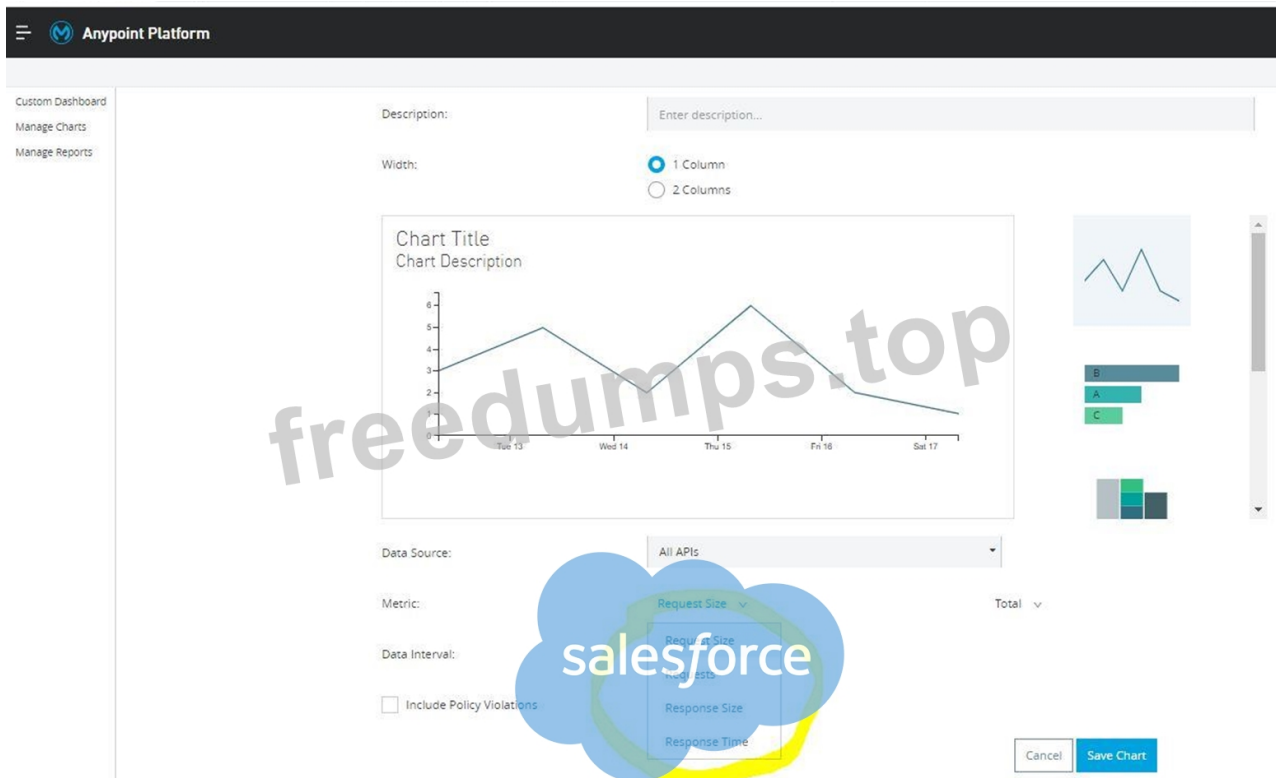 Anypoint Platform
Custom Dashboard
Manage Charts
Manage Reports
Description:
Enter description...
Width:
1 Column
2 Columns
Chart Title
Chart Description
6
5
4
3
2
1
0
Tue 13
Wed 14
Thu 15
Fri 16
Sat 17
B
A
C
freedumps.top
Data Source:
All APIs
Metric:
Request Size
Total
Request Size
Data Interval:
salesforce
Requests
Include Policy Violations
Response Size
Response Time
Cancel
Save Chart